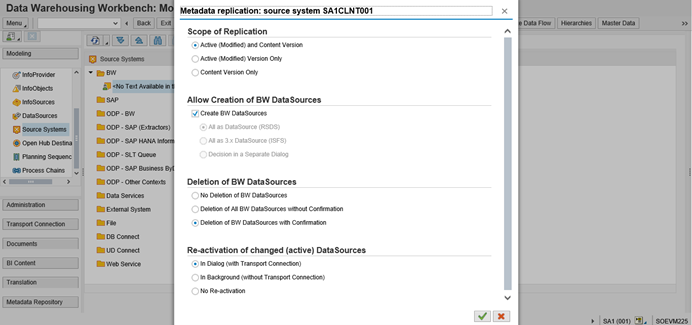 Data Warehousing Workbench: Mo
Menu
Back
Exit
Data Flow
Hierarchies
Master Data
Modeling
InfoProvider
InfoObjects
InfoSources
DataSources
Source Systems
Open Hub Destina
Planning Sequenc
Process Chains
Administration
Transport Connection
Documents
BI Content
Translation
Metadata Repository
Source Systems
BW
<No Text Available in t
SAP
ODP - BW
ODP - SAP (Extractors)
ODP - SAP HANA Inform
ODP - SLT Queue
ODP - SAP Business ByD
ODP - Other Contexts
Data Services
External System
File
DB Connect
UD Connect
Web Service
Metadata replication: source system SA1CLNT001
Scope of Replication
Active (Modified) and Content Version
Active (Modified) Version Only
Content Version Only
Allow Creation of BW DataSources
Create BW DataSources
All as DataSource (RSDS)
All as 3.x DataSource (ISFS)
Decision in a Separate Dialog
Deletion of BW DataSources
No Deletion of BW DataSources
Deletion of All BW DataSources without Confirmation
Deletion of BW DataSources with Confirmation
Re-activation of changed (active) DataSources
In Dialog (with Transport Connection)
In Background (without Transport Connection)
No Re-activation
SA1 (001)
SOEVM225